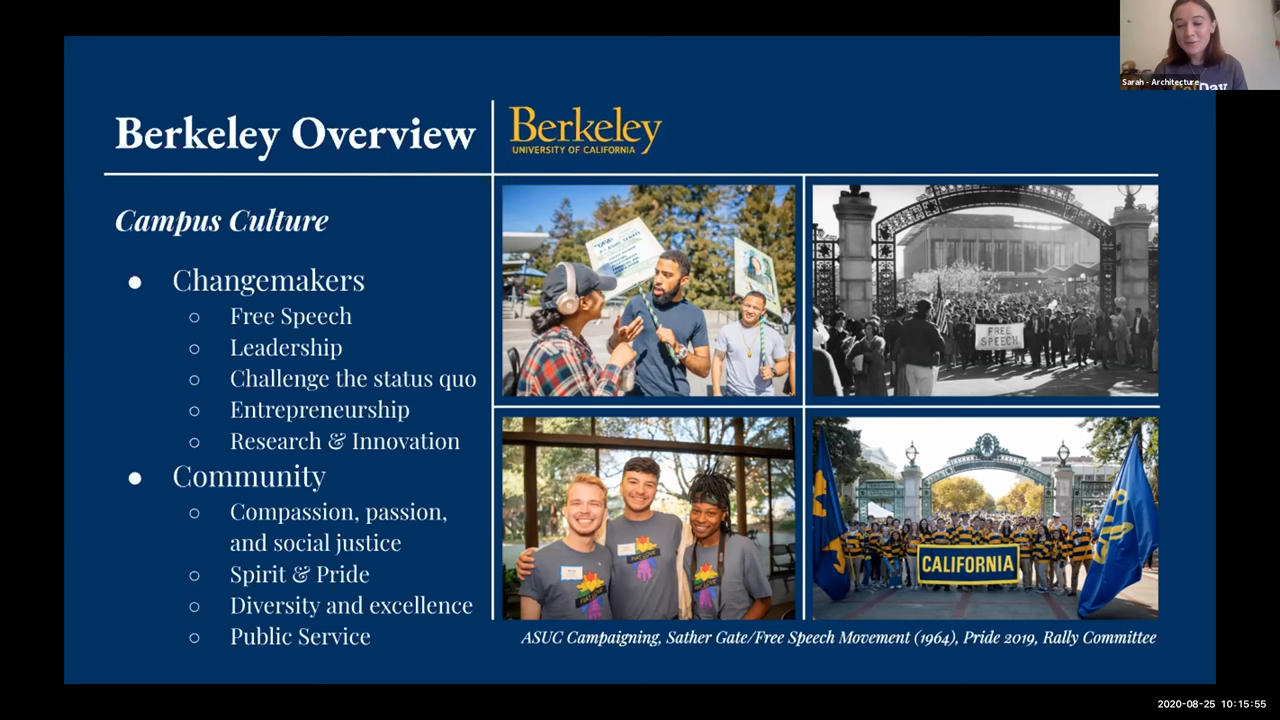 Sarah - Architecture
CalDay
Berkeley Overview
Berkeley
UNIVERSITY OF CALIFORNIA
Campus Culture
● Changemakers
○ Free Speech
○ Leadership
○ Challenge the status quo
○ Entrepreneurship
○ Research & Innovation
● Community
○ Compassion, passion,
and social justice
○ Spirit & Pride
○ Diversity and excellence
○ Public Service
FREE
SPEECH
CALIFORNIA
ASUC Campaigning, Sather Gate/Free Speech Movement (1964), Pride 2019, Rally Committee
2020-08-25 10:15:55